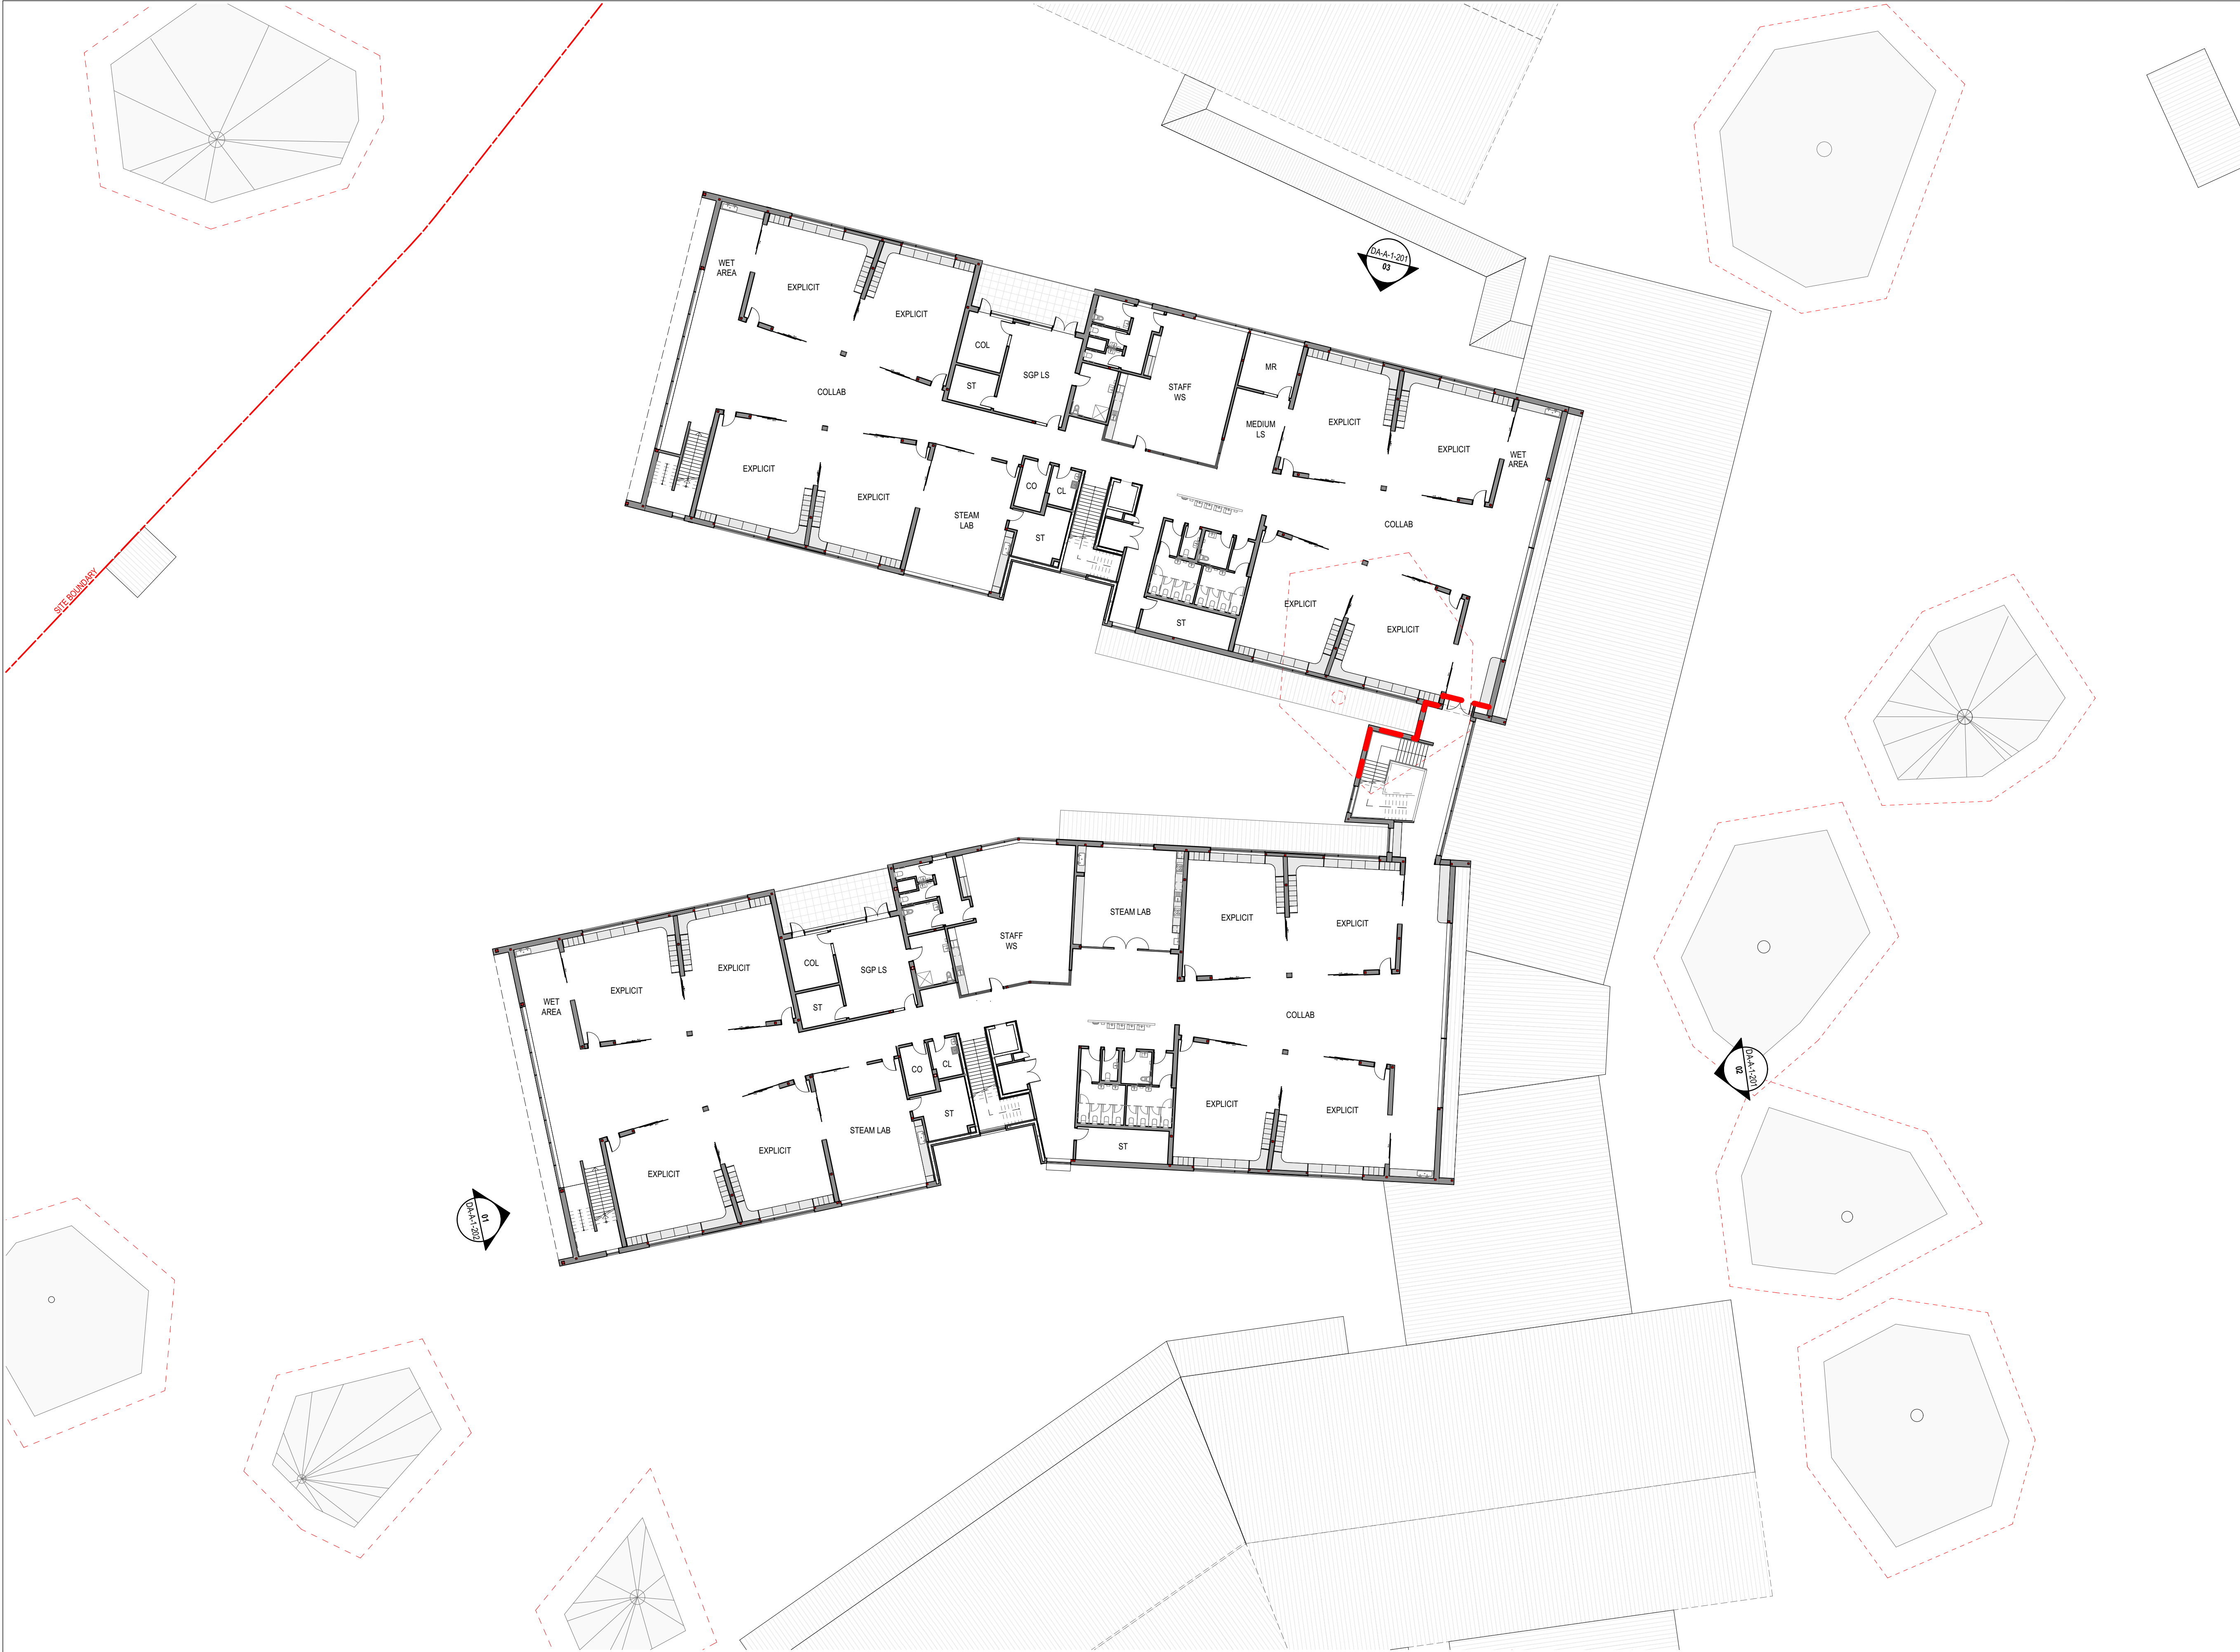 DA-A-1-201
03
WET
AREA
EXPLICIT
EXPLICIT
COL
ST
SGP LS
STAFF
WS
MR
COLLAB
MEDIUM
LS
EXPLICIT
EXPLICIT
WET
AREA
EXPLICIT
EXPLICIT
STEAM
LAB
CO
CL
ST
COLLAB
SITE BOUNDARY
EXPLICIT
EXPLICIT
ST
STEAM LAB
EXPLICIT
EXPLICIT
STAFF
WS
EXPLICIT
EXPLICIT
COL
SGP LS
ST
WET
AREA
COLLAB
CO
CL
ST
DA-A-1-201
02
EXPLICIT
EXPLICIT
STEAM LAB
EXPLICIT
EXPLICIT
ST
01
DA-A-1-202